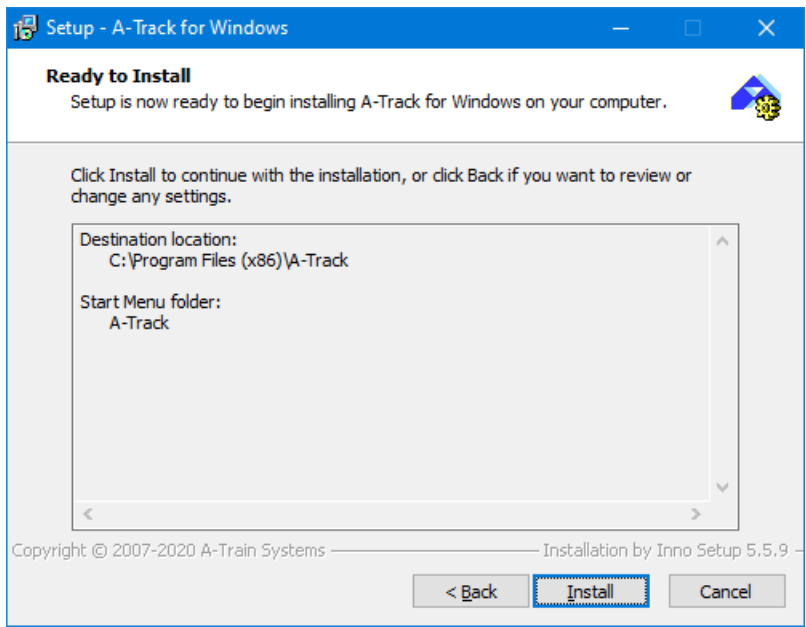 Setup - A-Track for Windows
Ready to Install
Setup is now ready to begin installing A-Track for Windows on your computer.
Click Install to continue with the installation, or click Back if you want to review or
change any settings.
Destination location:
C:\Program Files (x86)\A-Track
Start Menu folder:
A-Track
Copyright © 2007-2020 A-Train Systems
Installation by Inno Setup 5.5.9
< Back
Install
Cancel